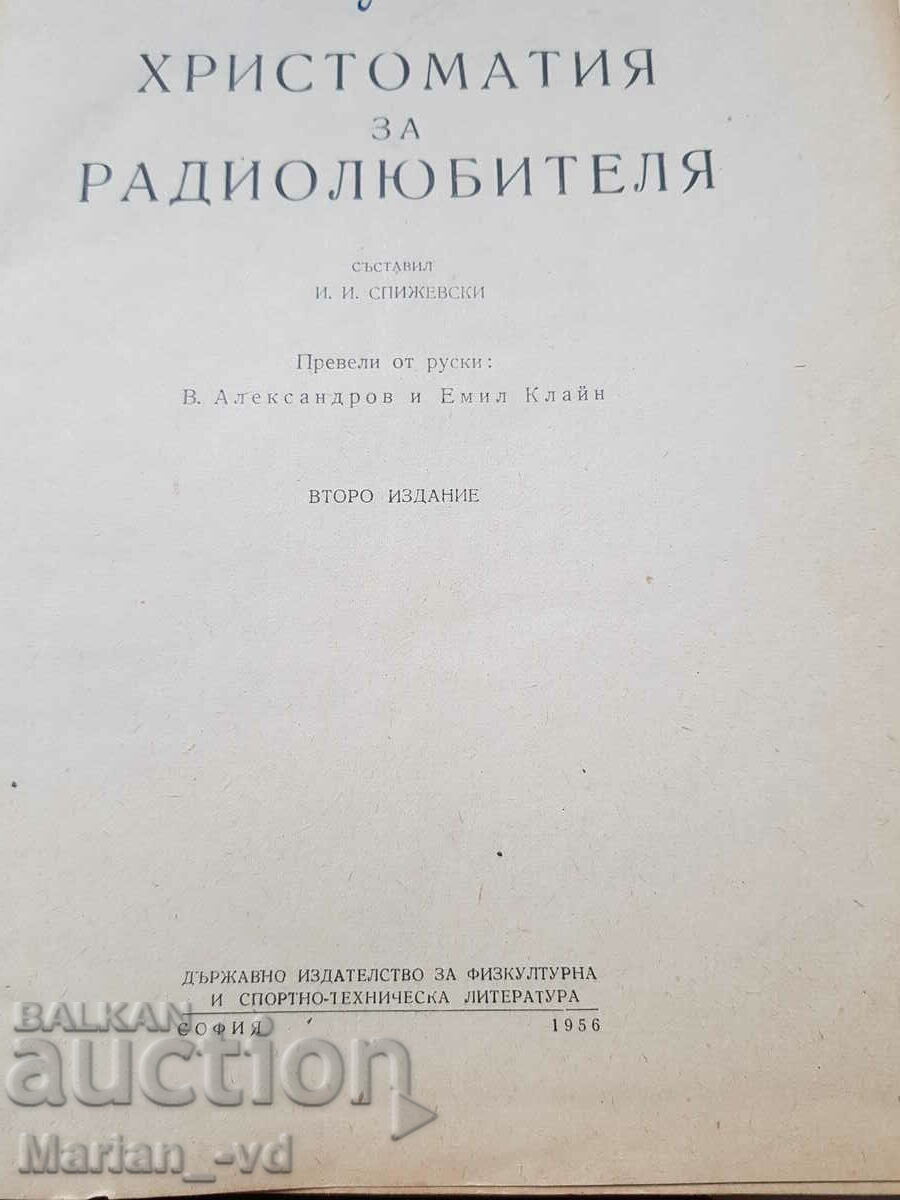 ХРИСТОМАТИЯ
ЗА
РАДИОЛЮБИТЕЛЯ
СЪСТАВИЛ
И. И. СПИЖЕВСКИ
Превели от руски:
В. Александров и Емил Клайн
ВТОРО ИЗДАНИЕ
ДЪРЖАВНО ИЗДАТЕЛСТВО ЗА ФИЗКУЛТУРНА
И СПОРТНО-ТЕХНИЧЕСКА ЛИТЕРАТУРА
СОФИЯ 1956
BALKAN
auction
Marian_-vd